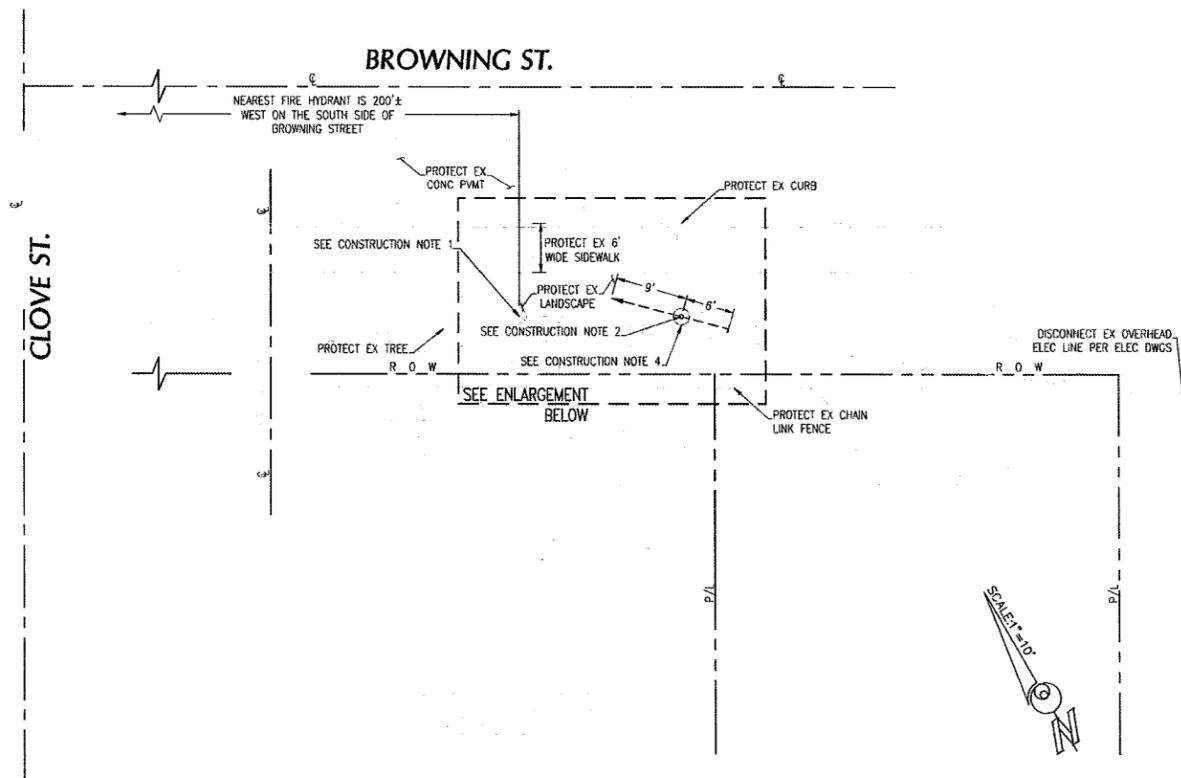 BROWNING ST.
℄
℄
NEAREST FIRE HYDRANT IS 200'±
WEST ON THE SOUTH SIDE OF
BROWNING STREET
PROTECT EX
CONC PVMT
PROTECT EX CURB
℄
℄
CLOVE ST.
SEE CONSTRUCTION NOTE 1
PROTECT EX 6'
WIDE SIDEWALK
PROTECT EX
LANDSCAPE
9'
6'
SEE CONSTRUCTION NOTE 2
PROTECT EX TREE
SEE CONSTRUCTION NOTE 4
DISCONNECT EX OVERHEAD
ELEC LINE PER ELEC DWGS
R O W
R O W
SEE ENLARGEMENT
BELOW
PROTECT EX CHAIN
LINK FENCE
℄
P/L
P/L
SCALE:1"=10'
N